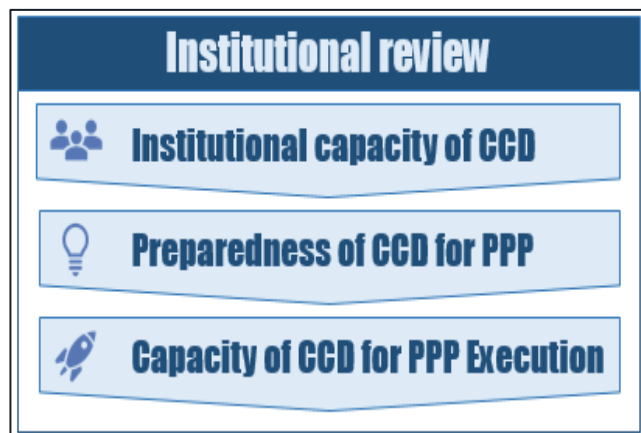 Institutional review
Institutional capacity of CCD
Preparedness of CCD for PPP
Capacity of CCD for PPP Execution